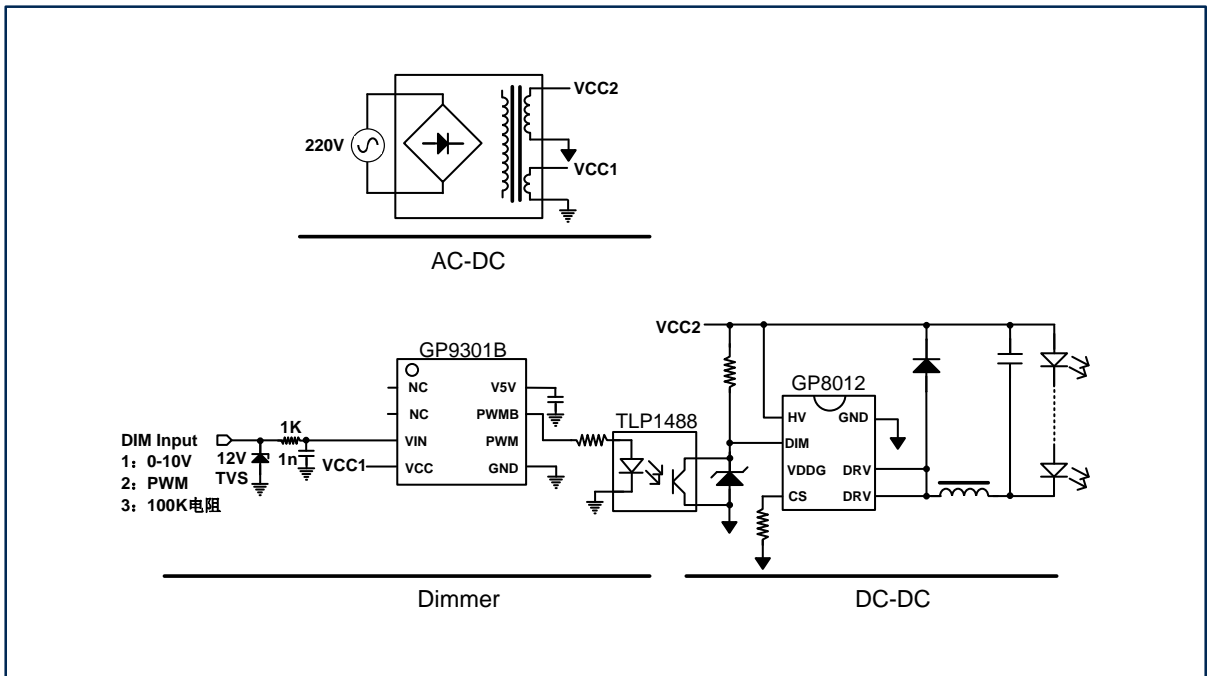 VCC2
220V
VCC1
AC-DC
VCC2
GP9301B
GP8012
NC
V5V
TLP1488
HV
GND
NC
PWMB
1K
DIM
DIM Input
VIN
PWM
1：0-10V
12V
1n
VCC1
VCC
GND
VDDG
DRV
2：PWM
TVS
CS
DRV
3：100K电阻
Dimmer
DC-DC